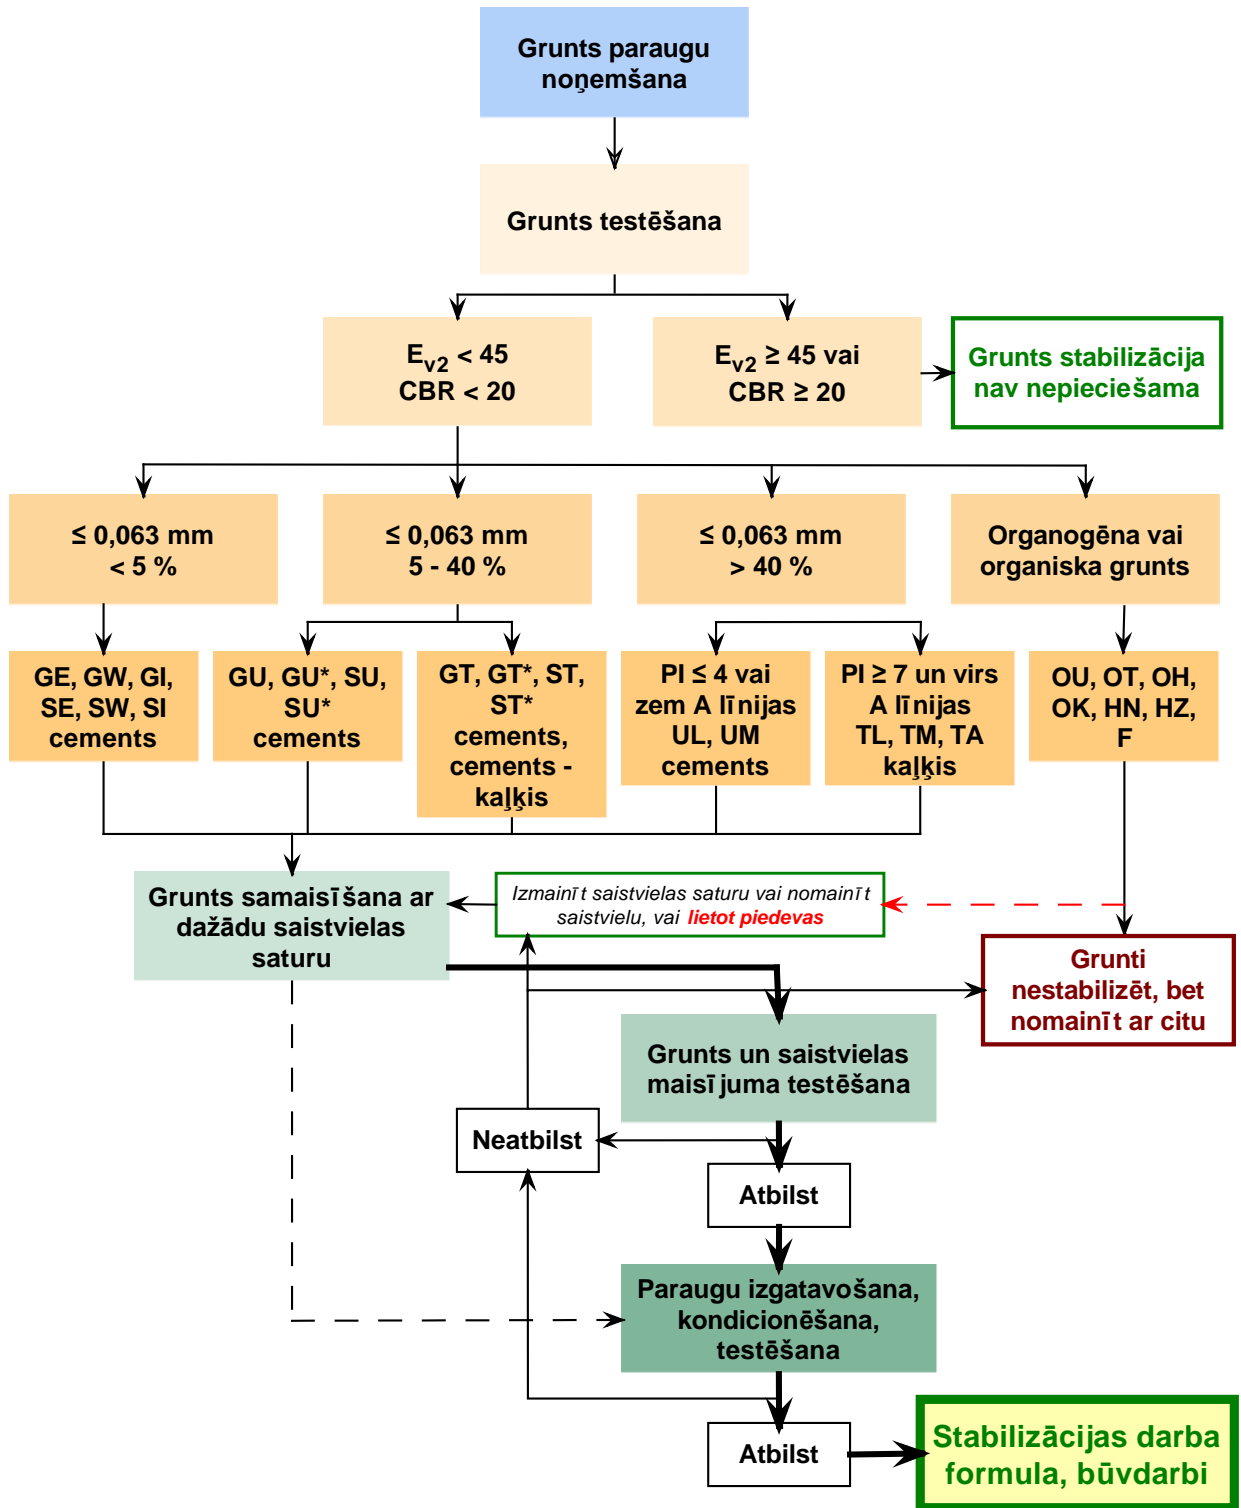 Grunts paraugu
noņemšana
Grunts testēšana
Ev2 < 45
CBR < 20
Ev2 ≥ 45 vai
CBR ≥ 20
Grunts stabilizācija
nav nepieciešama
≤ 0,063 mm
< 5 %
≤ 0,063 mm
5 - 40 %
≤ 0,063 mm
> 40 %
Organogēna vai
organiska grunts
GE, GW, GI,
SE, SW, SI
cements
GU, GU*, SU,
SU*
cements
GT, GT*, ST,
ST*
cements,
cements -
kaļķis
PI ≤ 4 vai
zem A līnijas
UL, UM
cements
PI ≥ 7 un virs
A līnijas
TL, TM, TA
kaļķis
OU, OT, OH,
OK, HN, HZ,
F
Grunts samaisīšana ar
dažādu saistvielas
saturu
Izmainīt saistvielas saturu vai nomainīt
saistvielu, vai lietot piedevas
Grunti
nestabilizēt, bet
nomainīt ar citu
Grunts un saistvielas
maisījuma testēšana
Neatbilst
Atbilst
Paraugu izgatavošana,
kondicionēšana,
testēšana
Atbilst
Stabilizācijas darba
formula, būvdarbi